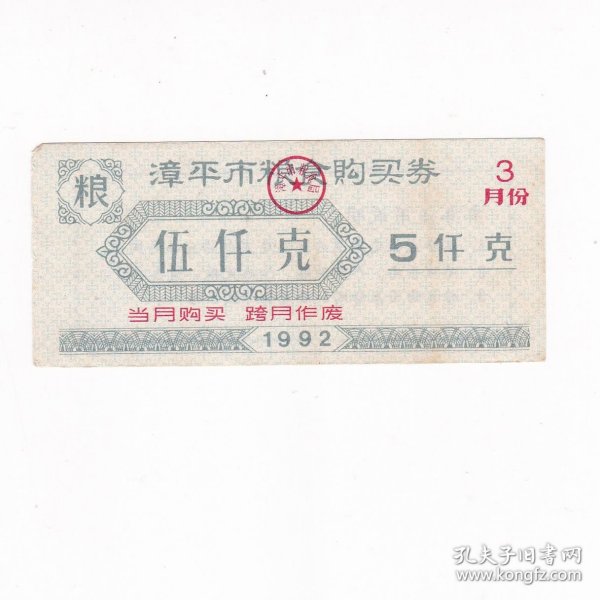 粮
漳平市粮食购买券
3
月份
伍仟克
5仟克
当月购买 跨月作废
1992
孔夫子旧书网
www.kongfz.com